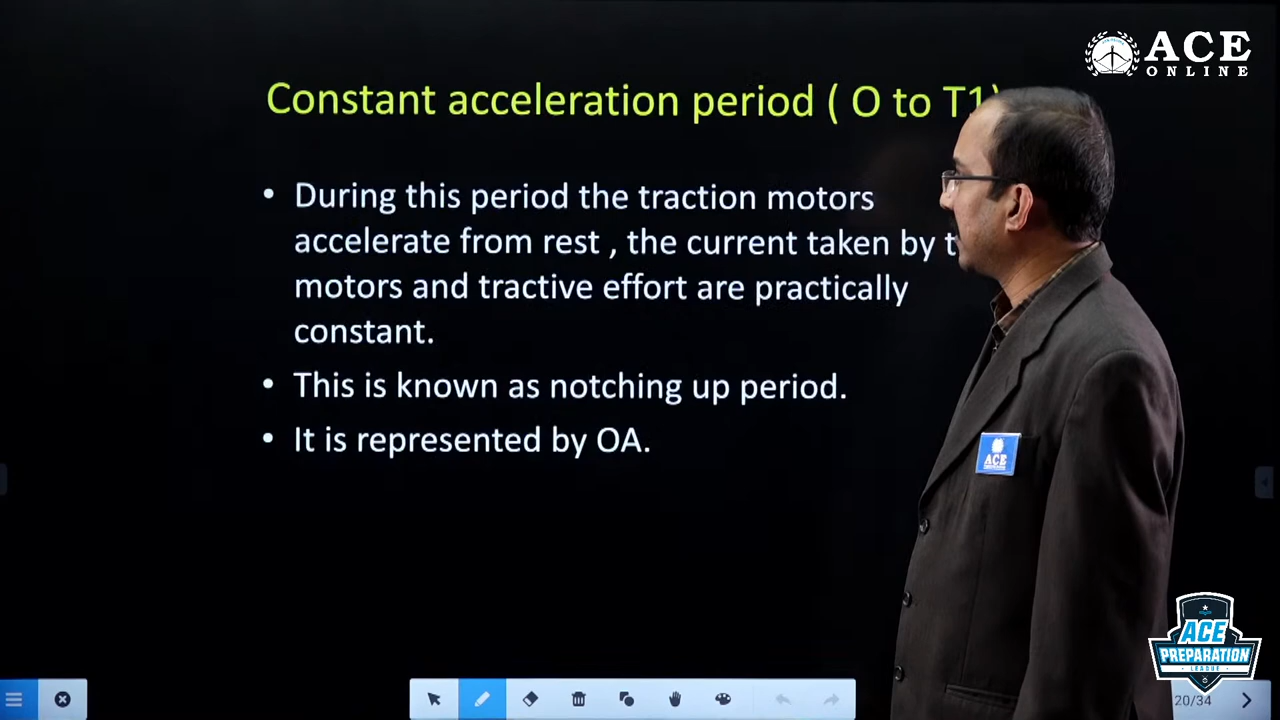 ACE
ONLINE
Constant acceleration period ( O to T1)
• During this period the traction motors
accelerate from rest , the current taken by
motors and tractive effort are practically
constant.
• This is known as notching up period.
• It is represented by OA.
ACE
ACE
PREPARATION
LEAGUE
20/34